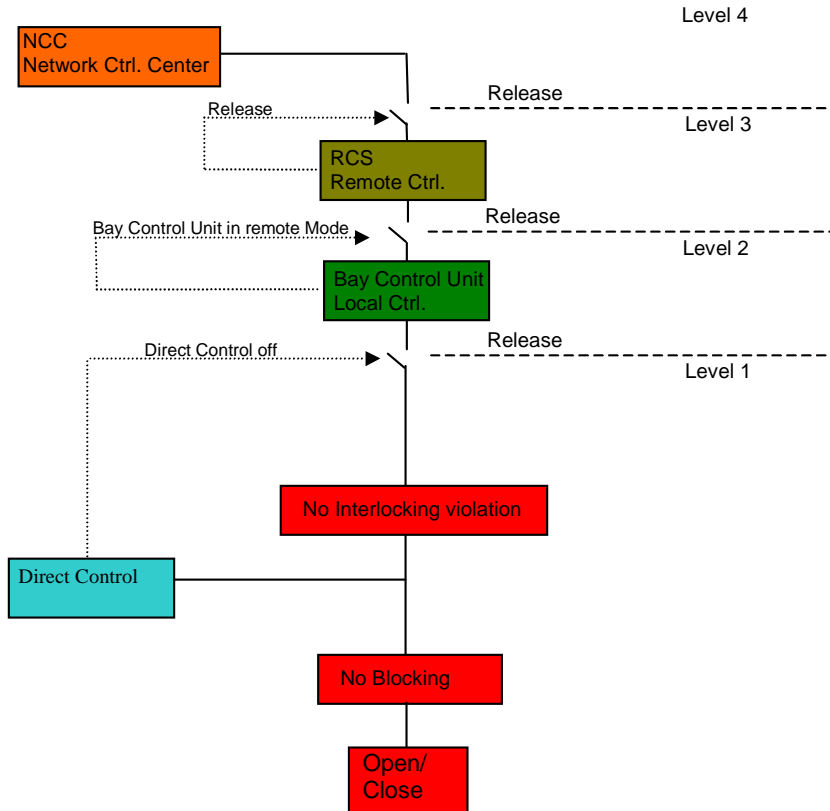 Level 4
NCC
Network Ctrl. Center
Release
Release
Level 3
RCS
Remote Ctrl.
Bay Control Unit in remote Mode
Release
Level 2
Bay Control Unit
Local Ctrl.
Direct Control off
Release
Level 1
No Interlocking violation
Direct Control
No Blocking
Open/
Close